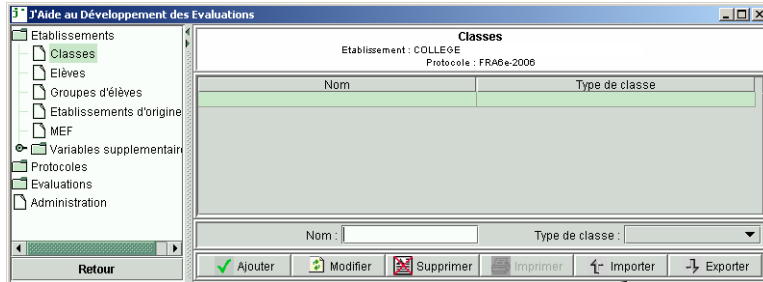 J'Aide au Développement des Evaluations
Etablissements
Classes
Elèves
Groupes d'élèves
Etablissements d'origine
MEF
Variables supplementair
Protocoles
Evaluations
Administration
Retour
Classes
Etablissement : COLLEGE
Protocole : FRA6e-2006
Nom Type de classe
Nom : Type de classe :
Ajouter Modifier Supprimer Imprimer Importer Exporter